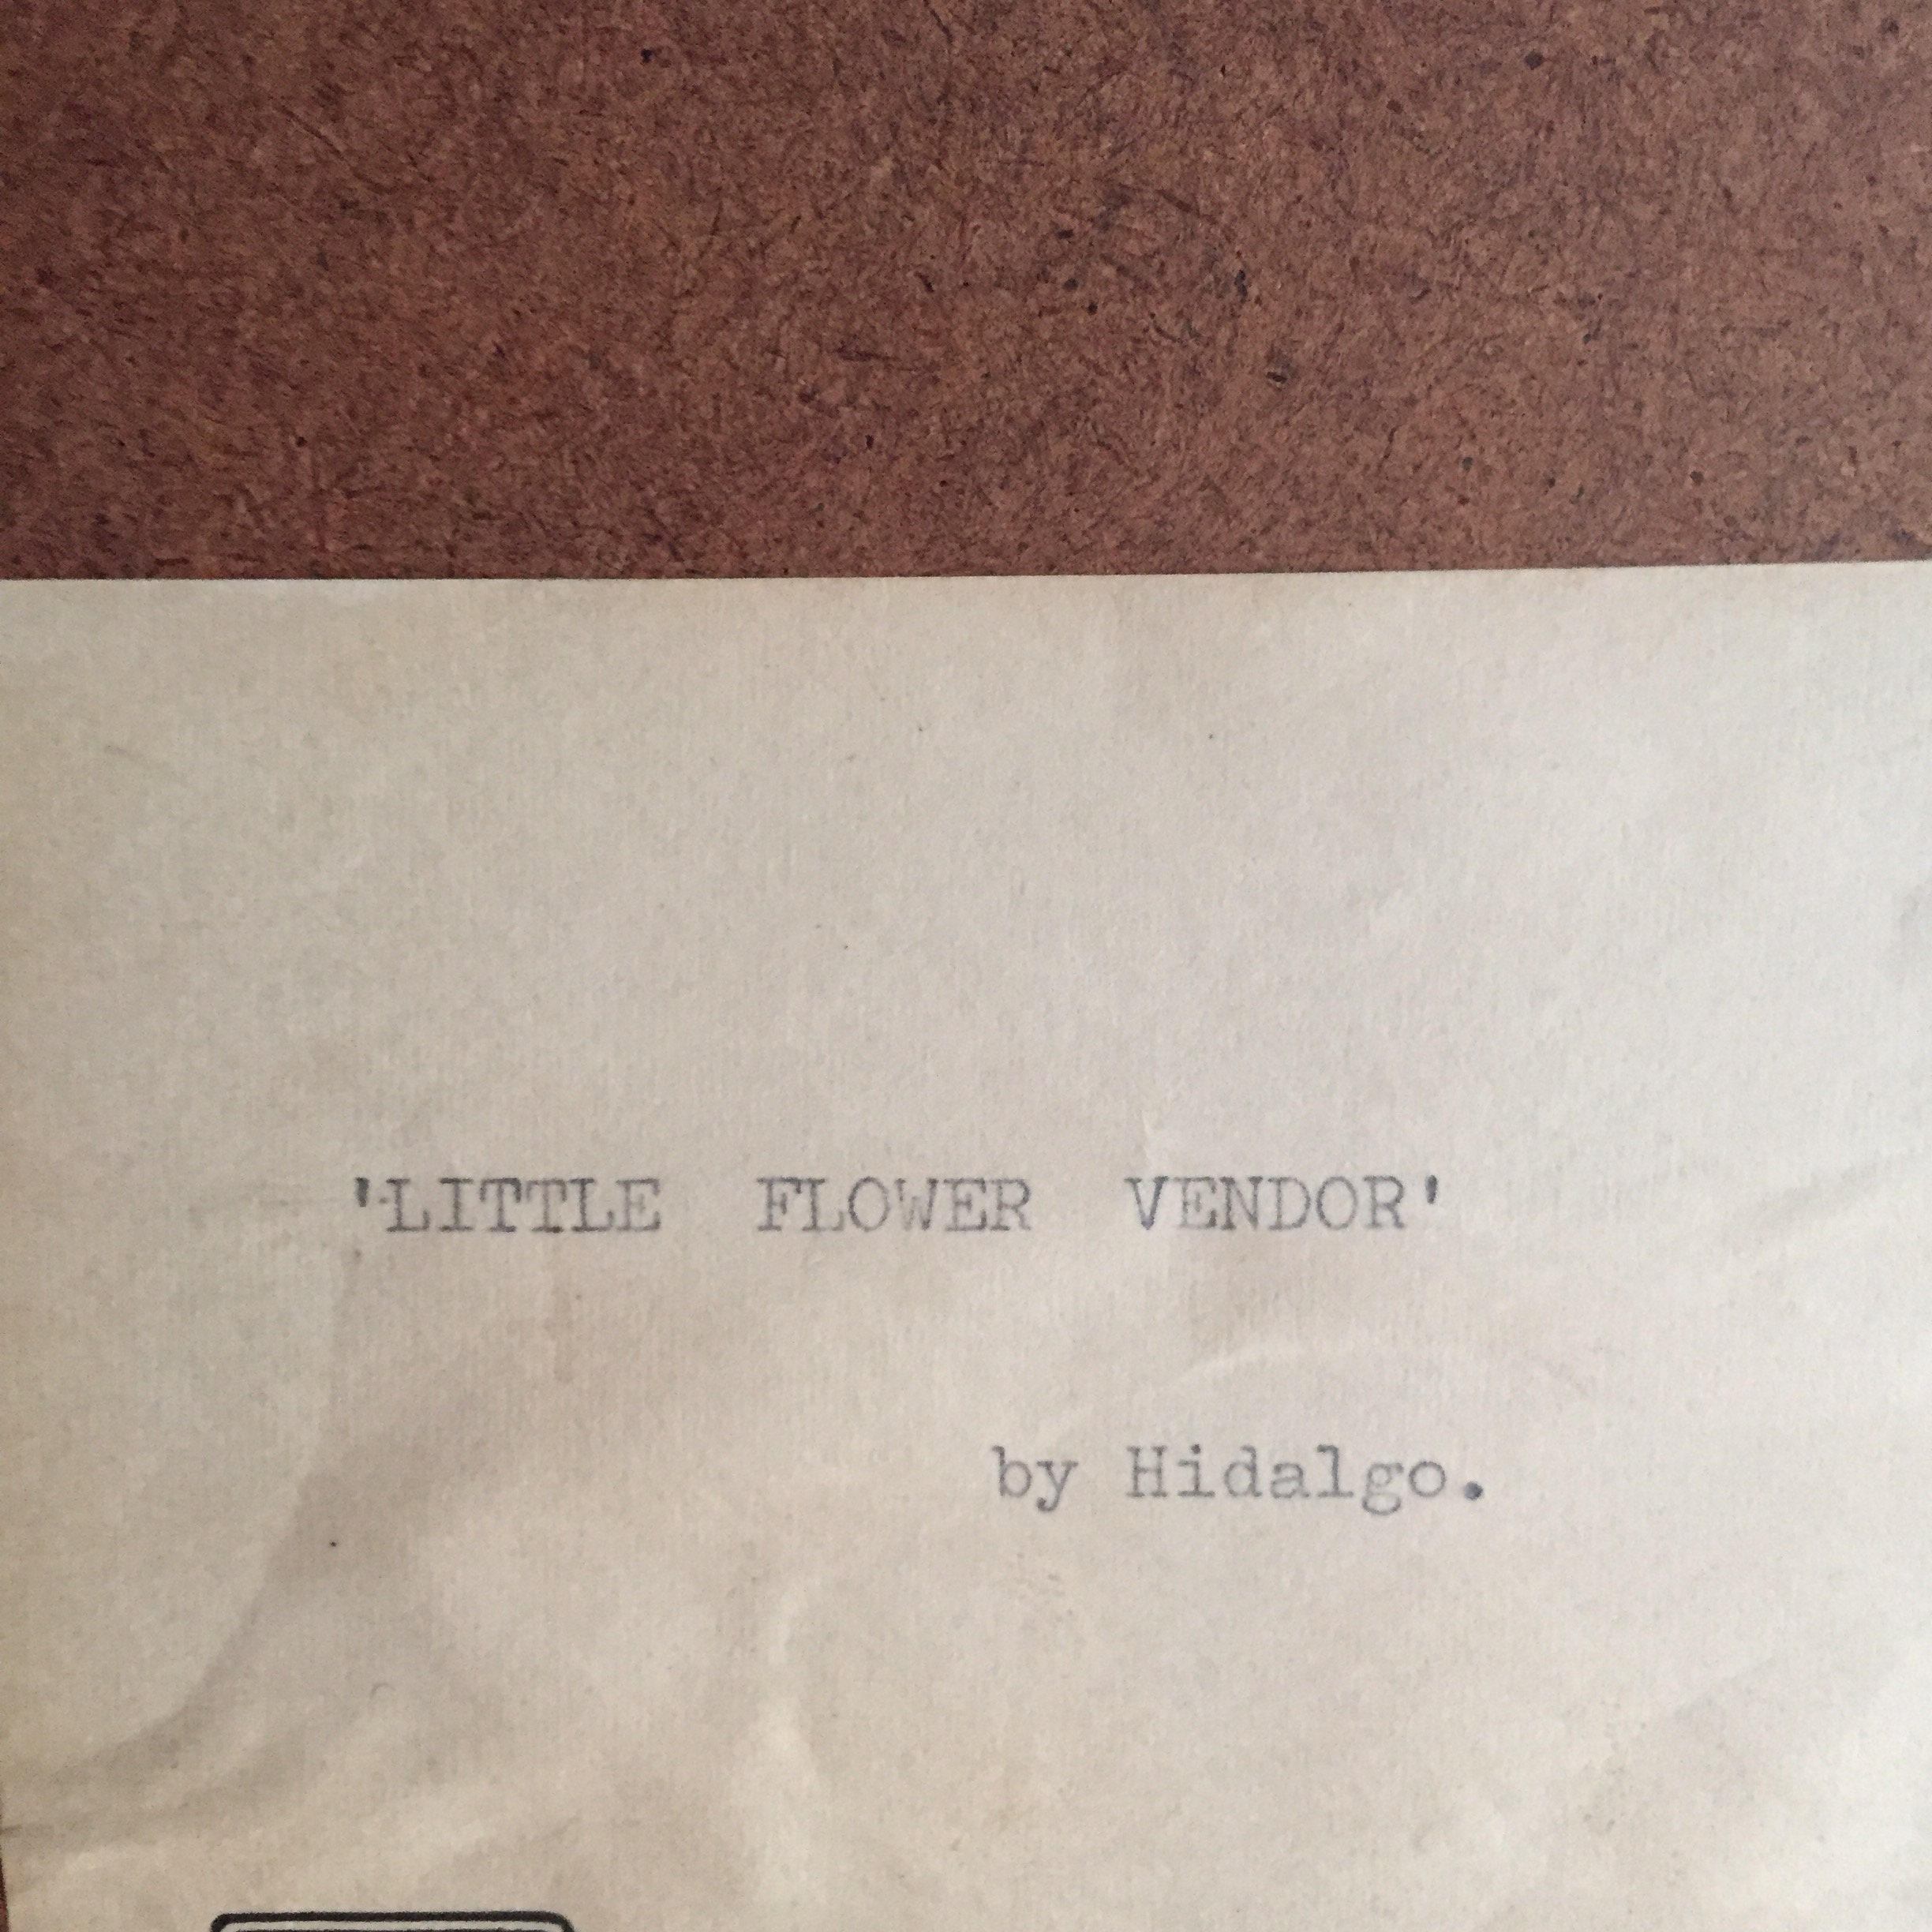 'LITTLE FLOWER VENDOR'
by Hidalgo.